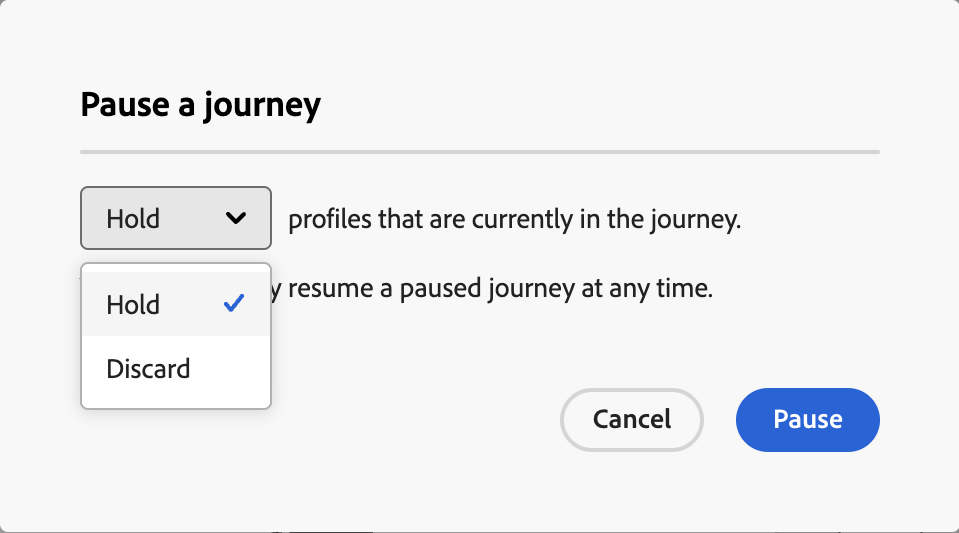 Pause a journey
Hold profiles that are currently in the journey.
resume a paused journey at any time.
Hold
Discard
Cancel Pause